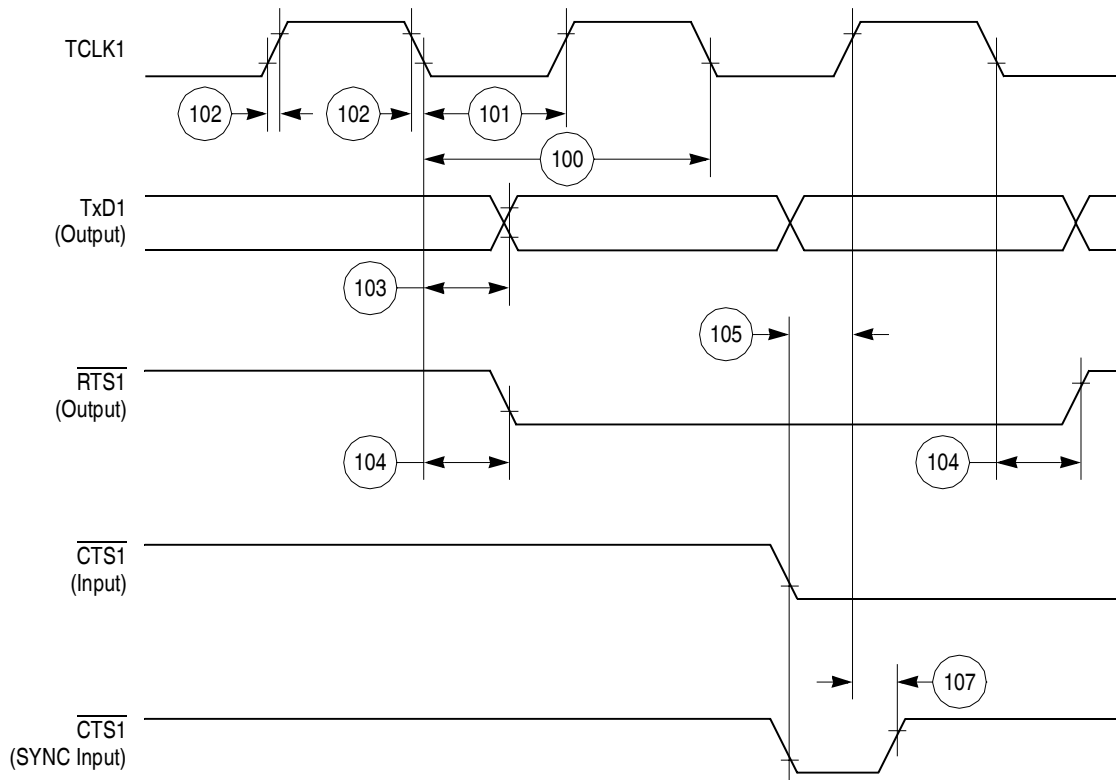 TCLK1
102
102
101
100
TxD1
(Output)
103
105
RTS1
(Output)
104
104
CTS1
(Input)
107
CTS1
(SYNC Input)